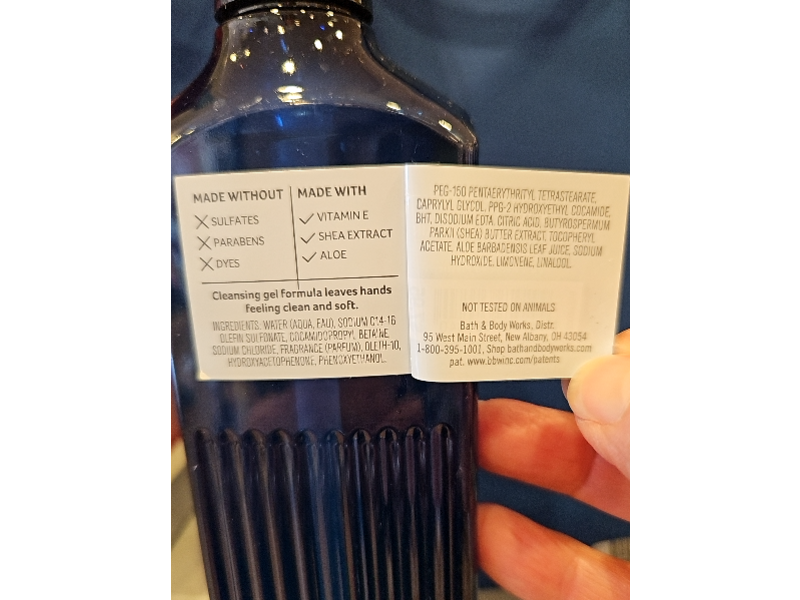 MADE WITHOUT
SULFATES
PARABENS
DYES
MADE WITH
VITAMIN E
SHEA EXTRACT
ALOE
Cleansing gel formula leaves hands
feeling clean and soft.
INGREDIENTS: WATER (AQUA, EAU), SODIUM C14-16
OLEFIN SULFONATE, COCAMIDOPROPYL BETAINE,
SODIUM CHLORIDE, FRAGRANCE (PARFUM), OLETH-10,
HYDROXYACETOPHENONE, PHENOXYETHANOL,
PEG-150 PENTAERYTHRITYL TETRASTEARATE,
CAPRYLYL GLYCOL, PPG-2 HYDROXYETHYL COCAMIDE,
BHT, DISODIUM EDTA, CITRIC ACID, BUTYROSPERMUM
PARKII (SHEA) BUTTER EXTRACT, TOCOPHERYL
ACETATE, ALOE BARBADENSIS LEAF JUICE, SODIUM
HYDROXIDE, LIMONENE, LINALOOL.
NOT TESTED ON ANIMALS
Bath & Body Works, Distr.
95 West Main Street, New Albany, OH 43054
1-800-395-1001, Shop bathandbodyworks.com
pat. www.bbwinc.com/patents